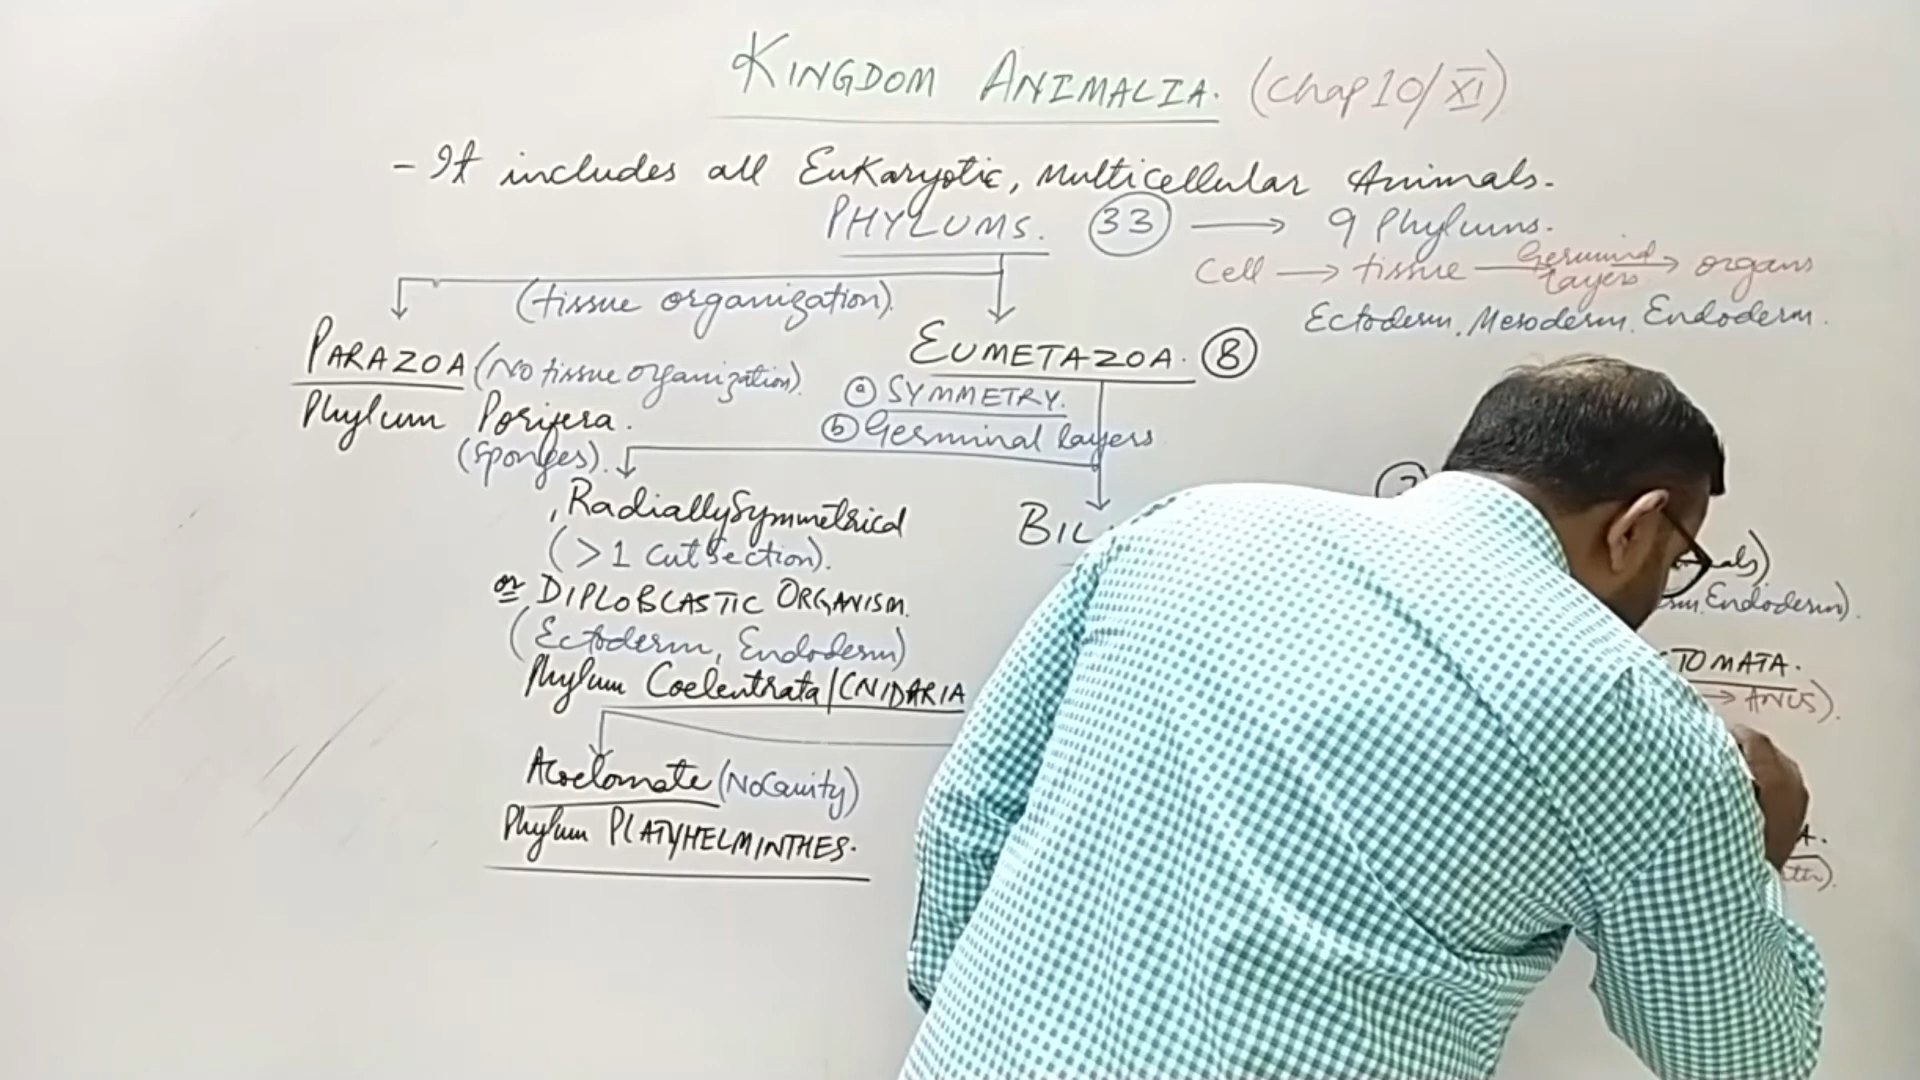 KINGDOM ANIMALIA. (Chap 10/XI)
- It includes all Eukaryotic, Multicellular Animals.
PHYLUMS. 33 → 9 Phylums.
Cell → tissue Germinal layers → organs
Ectoderm, Mesoderm, Endoderm.
(tissue organization).
PARAZOA (No tissue organization).
Phylum Porifera.
(Sponges).
EUMETAZOA. 8
a SYMMETRY.
b Germinal layers
Radially Symmetrical
(>1 cut section).
or DIPLOBLASTIC ORGANISM.
(Ectoderm, Endoderm)
Phylum Coelentrata/CNIDARIA
BIL
Endoderm).
TOMATA.
→ ANUS).
Acoelomate (No Cavity)
Phylum PLATYHELMINTHES.